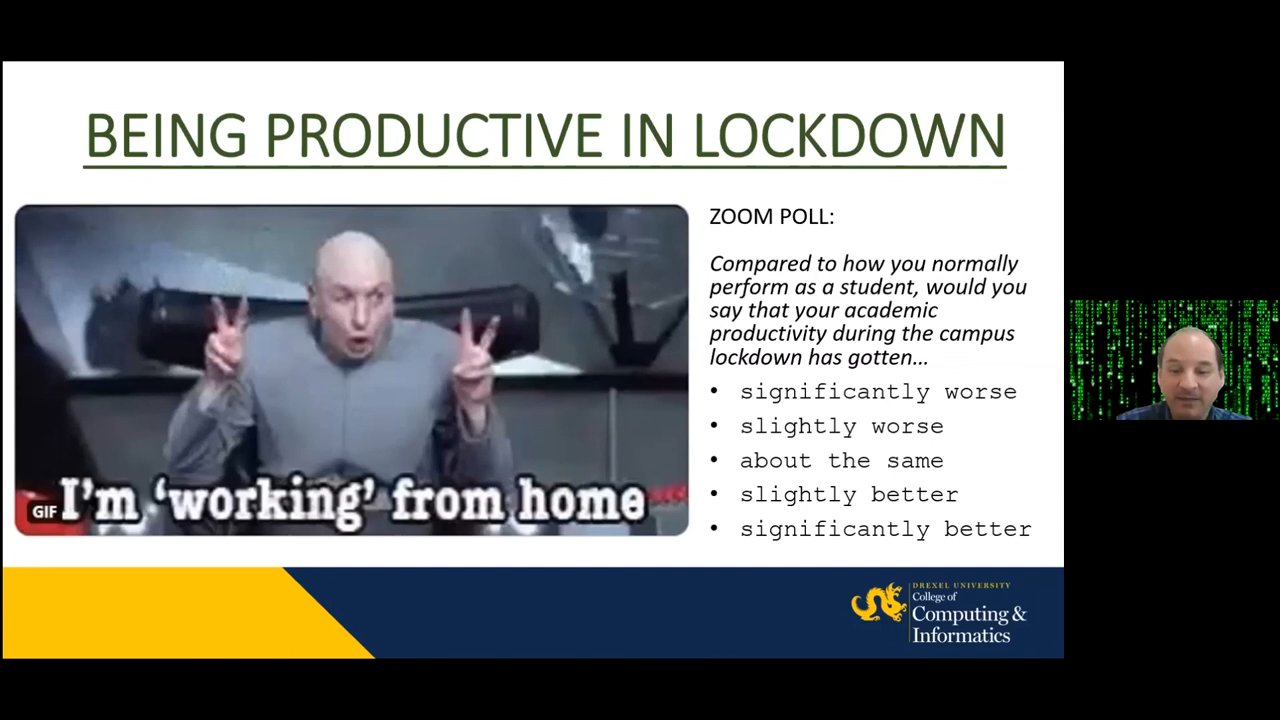 BEING PRODUCTIVE IN LOCKDOWN
ZOOM POLL:
Compared to how you normally
perform as a student, would you
say that your academic
productivity during the campus
lockdown has gotten...
• significantly worse
• slightly worse
• about the same
• slightly better
• significantly better
GIF
I'm 'working' from home
DREXEL UNIVERSITY
College of
Computing &
Informatics